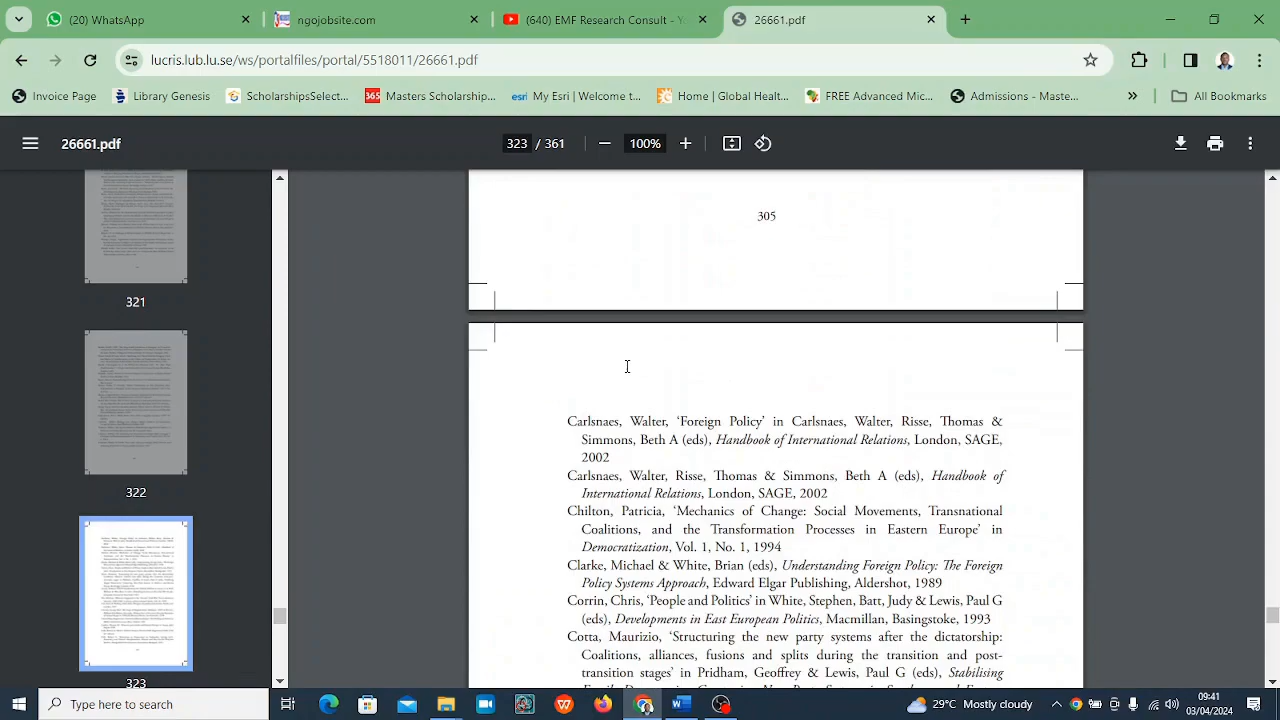 (20) WhatsApp
ngojobsite.com
(640) EMF Research Consult - Yo
26661.pdf
lucris.lub.lu.se/ws/portalfiles/portal/5518011/26661.pdf
Invoice Page
Library Genesis
ScholarshipsSelect...
Masters Scholarship...
esri My Esri | Welcome t...
Home | Global Healt...
FREE Advanced Mic...
Admissions - Maste...
All Bookmarks
26661.pdf
323 / 361
100%
321
322
323
305
Carlsnaes, Walter, 'Foreign Policy' in Carlsnaes, Walter, Risse, Thomas &
Simmons, Beth A (eds), Handbook of International Relations, London, SAGE,
2002
Carlsnaes, Walter, Risse, Thomas & Simmons, Beth A (eds), Handbook of
International Relations, London, SAGE, 2002
Chilton, Patricia, 'Mechanics of Change: Social Movements, Transnational
Coalitions, and the Transformation Processes in Eastern Europe',
Democratization, Vol. 1, No. 1, 1994
Clarke, Michael & White, Brian (eds), Understanding Foreign Policy: the Foreign
Policy Systems Approach, Edward Elgar Publishing, Aldershot, 1989
'People and Politics' in White, Stephen, Batt, Judy & Lewis, Paul G
Developments in East European Politics, Macmillan, Basingstoke,
Cotta, Maurizio, 'Structuring the new party systems after the dictatorship:
Coalitions, alliances, fusions and splits during the transition and post-
transition stages' in Pridham, Geoffrey & Lewis, Paul G (eds), Stabilising
Type here to search
29°C Mostly cloudy
09:41
08/04/2024